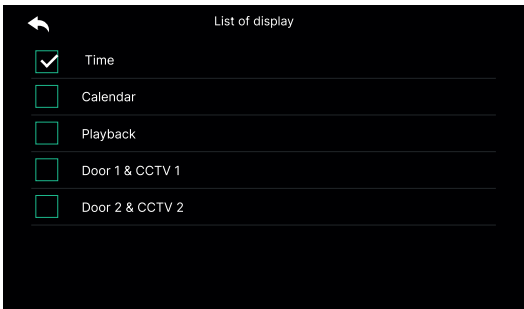 List of display
Time
Calendar
Playback
Door 1 & CCTV 1
Door 2 & CCTV 2